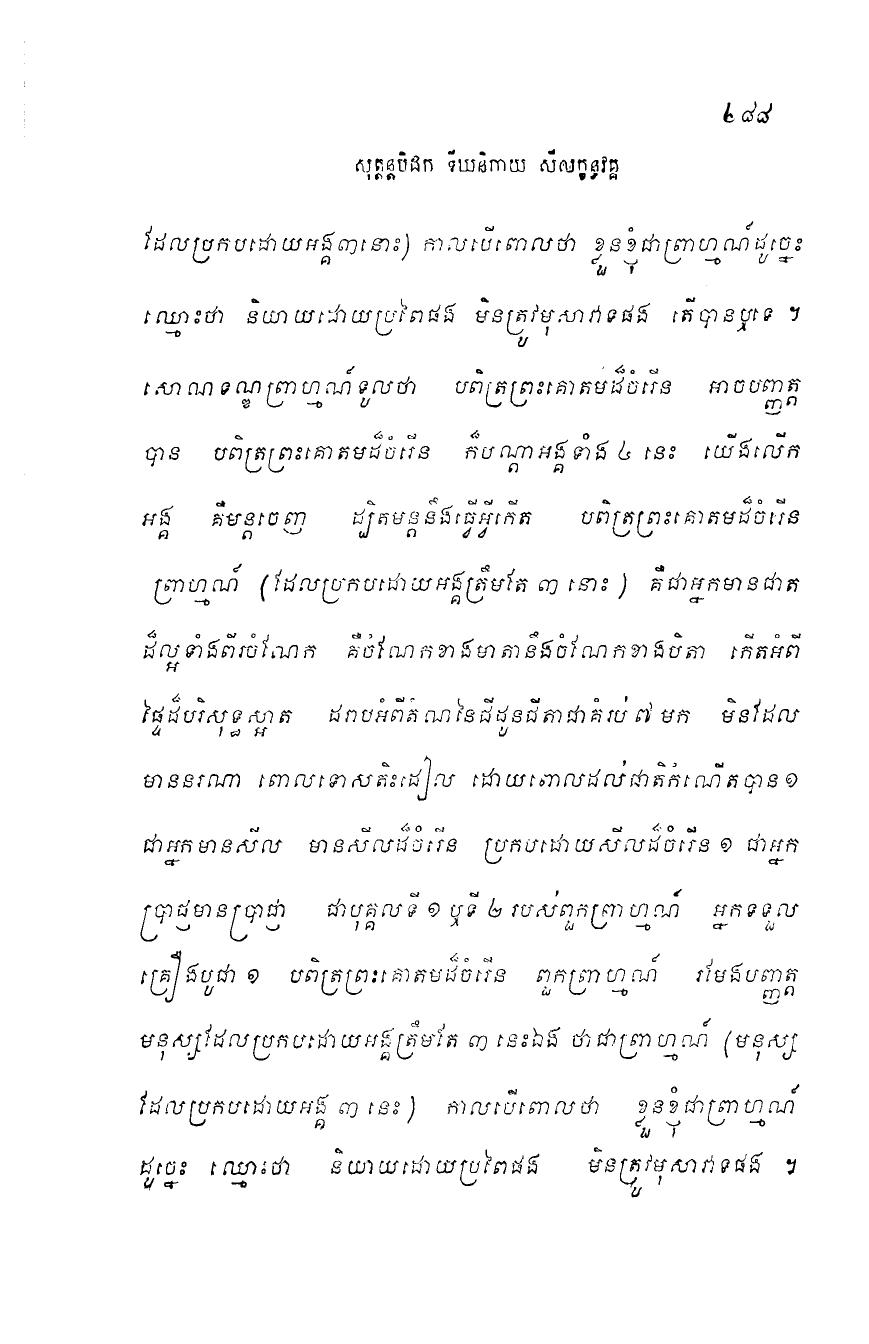 ២៨៨
សុត្តន្តបិដក ទីឃនិកាយ សីលក្ខន្ធវគ្គ
ដែលប្រកបដោយអង្គ៣នោះ) កាលបើពោលថា ខ្លួនខ្ញុំជាព្រាហ្មណ៍ដូច្នេះ
ឈ្មោះថា និយាយដោយប្រពៃផង មិនត្រូវមុសាវាទផង តើបានឬទេ ។
សោណទណ្ឌព្រាហ្មណ៍ទូលថា បពិត្រព្រះគោតមដ៏ចំរើន អាចបញ្ញត្ត
បាន បពិត្រព្រះគោតមដ៏ចំរើន ក៏បណ្តាអង្គទាំង ៤ នេះ យើងលើក
អង្គ គឺមន្តចេញ ដ្បិតមន្តនឹងធ្វើអ្វីកើត បពិត្រព្រះគោតមដ៏ចំរើន
ព្រាហ្មណ៍ (ដែលប្រកបដោយអង្គត្រឹមតែ ៣ នោះ ) គឺជាអ្នកមានជាត
ដ៏ល្អទាំងពីរចំណែក គឺចំណែកខាងមាតានឹងចំណែកខាងបិតា កើតអំពី
ផ្ទៃដ៏បរិសុទ្ធស្អាត ដរាបអំពីតំណនៃជីដូនជីតាជាគំរប់ ៧ មក មិនដែល
មាននរណា ពោលទោសតិះដៀល ដោយពោលដល់ជាតិកំណើតបាន ១
ជាអ្នកមានសីល មានសីលដ៏ចំរើន ប្រកបដោយសីលដ៏ចំរើន ១ ជាអ្នក
ប្រាជ្ញមានប្រាជ្ញា ជាបុគ្គលទី ១ ឬទី ២ របស់ពួកព្រាហ្មណ៍ អ្នកទទួល
គ្រឿងបូជា ១ បពិត្រព្រះគោតមដ៏ចំរើន ពួកព្រាហ្មណ៍ រមែងបញ្ញត្ត
មនុស្សដែលប្រកបដោយអង្គត្រឹមតែ ៣ នេះឯង ថាជាព្រាហ្មណ៍ (មនុស្ស
ដែលប្រកបដោយអង្គ ៣ នេះ ) កាលបើពោលថា ខ្លួនខ្ញុំជាព្រាហ្មណ៍
ដូច្នេះ ឈ្មោះថា និយាយដោយប្រពៃផង មិនត្រូវមុសាវាទផង ។